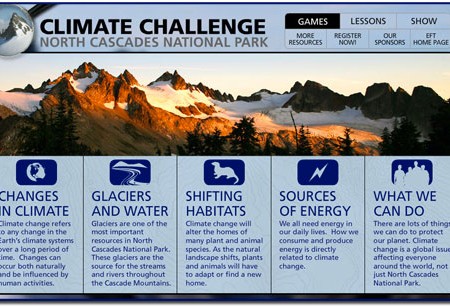 CLIMATE CHALLENGE
NORTH CASCADES NATIONAL PARK
GAMES
LESSONS
SHOW
MORE
RESOURCES
REGISTER
NOW!
OUR
SPONSORS
EFT
HOME PAGE
CHANGES
IN CLIMATE
Climate change refers
to any change in the
Earth's climate systems
over a long period of
time. Changes can
occur both naturally
and be influenced by
human activities.
GLACIERS
AND WATER
Glaciers are one of the
most important
resources in North
Cascades National Park.
These glaciers are the
source for the streams
and rivers throughout
the Cascade Mountains.
SHIFTING
HABITATS
Climate change will
alter the homes of
many plant and animal
species. As the natural
landscape shifts, plants
and animals will have
to adapt or find a new
home.
SOURCES
OF ENERGY
We all need energy in
our daily lives. How we
consume and produce
energy is directly
related to climate
change.
WHAT WE
CAN DO
There are lots of things
we can do to protect
our planet. Climate
change is a global issue
affecting everyone
around the world, not
just North Cascades
National Park.